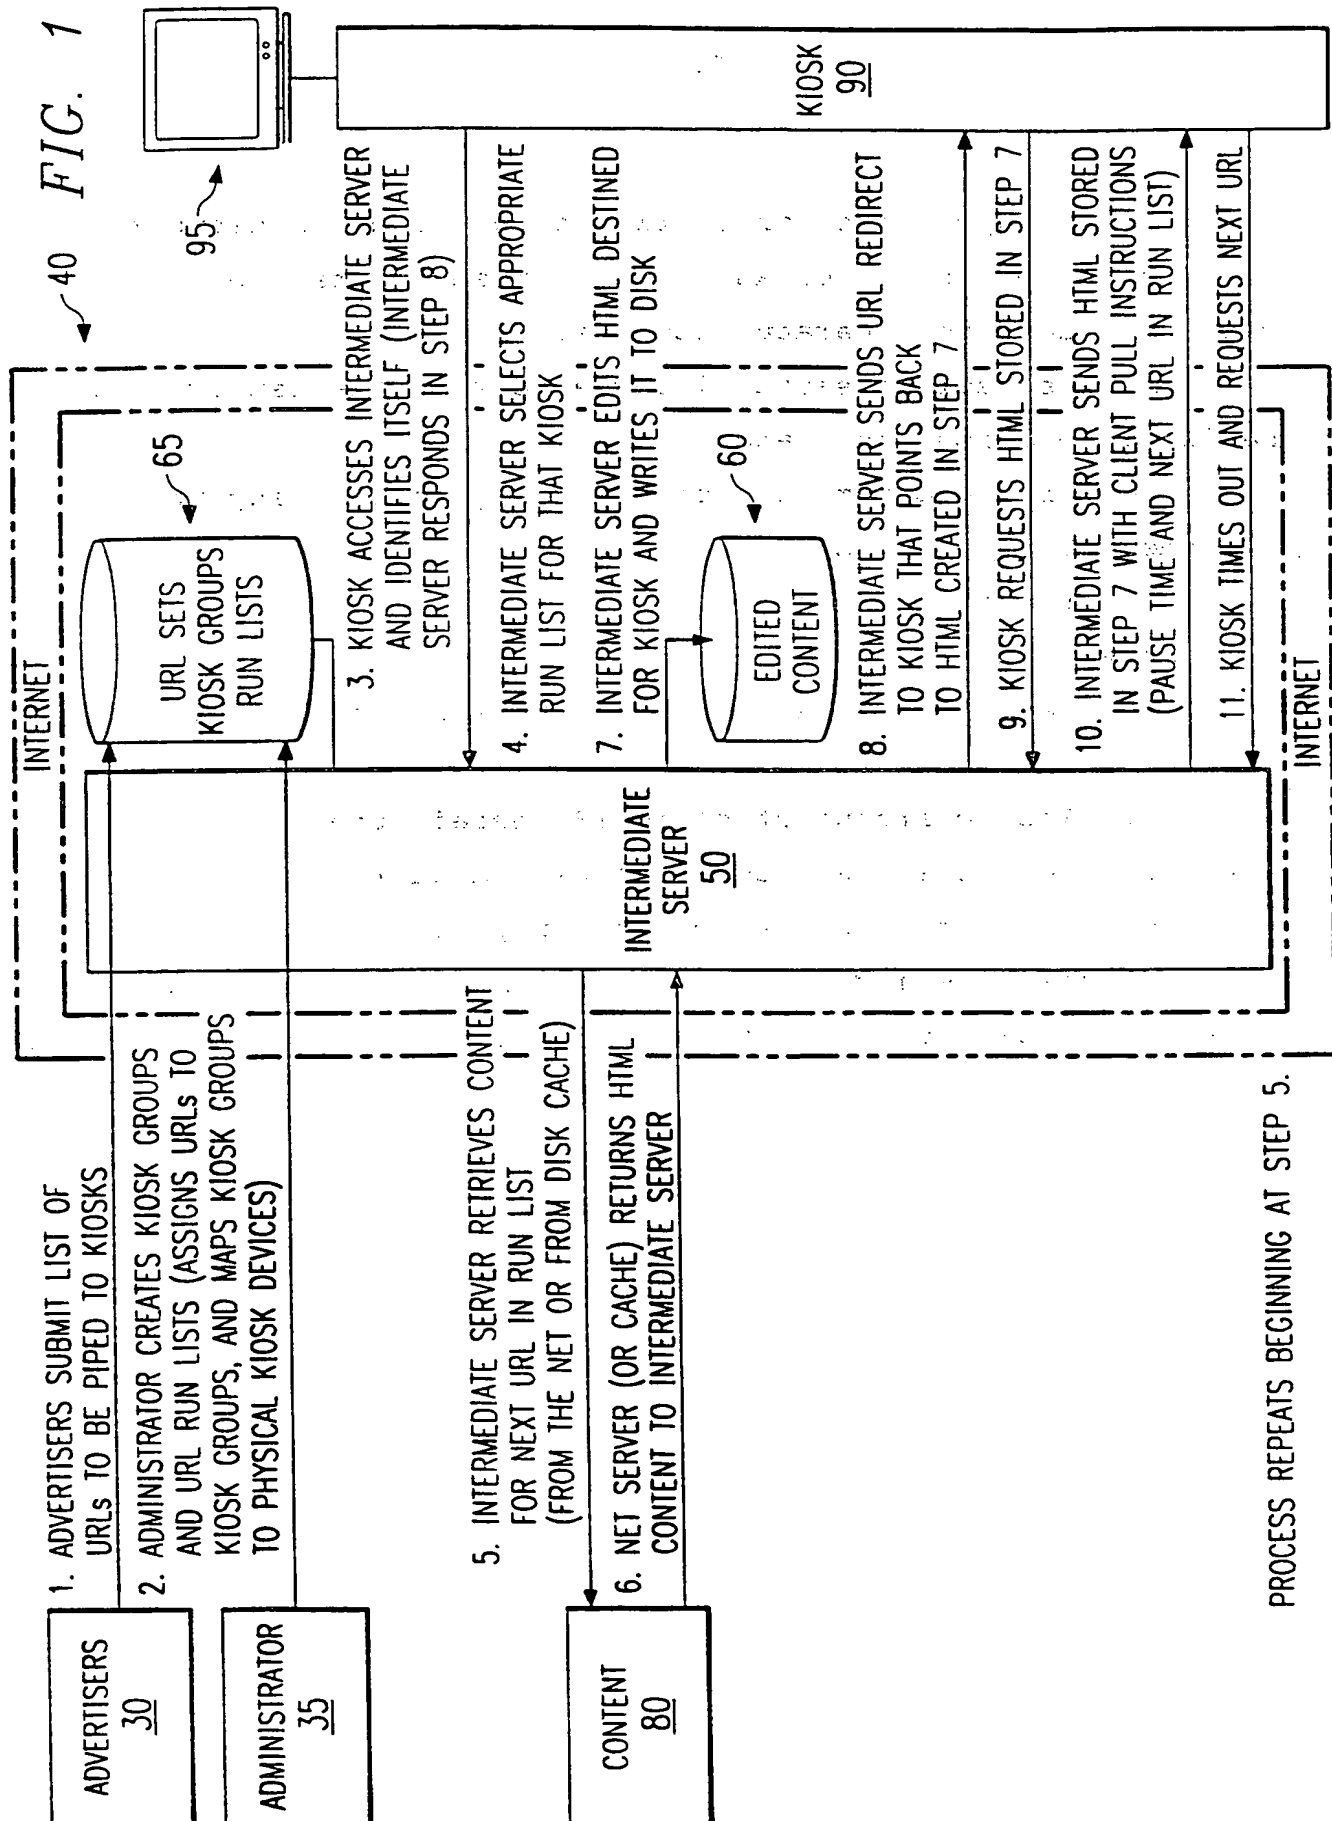 FIG. 1
40
INTERNET
95
65
URL SETS
KIOSK GROUPS
RUN LISTS
ADVERTISERS
30
1. ADVERTISERS SUBMIT LIST OF
URLs TO BE PIPED TO KIOSKS
ADMINISTRATOR
35
2. ADMINISTRATOR CREATES KIOSK GROUPS
AND URL RUN LISTS (ASSIGNS URLs TO
KIOSK GROUPS, AND MAPS KIOSK GROUPS
TO PHYSICAL KIOSK DEVICES)
3. KIOSK ACCESSES INTERMEDIATE SERVER
AND IDENTIFIES ITSELF (INTERMEDIATE
SERVER RESPONDS IN STEP 8)
4. INTERMEDIATE SERVER SELECTS APPROPRIATE
RUN LIST FOR THAT KIOSK
CONTENT
80
5. INTERMEDIATE SERVER RETRIEVES CONTENT
FOR NEXT URL IN RUN LIST
(FROM THE NET OR FROM DISK CACHE)
6. NET SERVER (OR CACHE) RETURNS HTML
CONTENT TO INTERMEDIATE SERVER
INTERMEDIATE
SERVER
50
7. INTERMEDIATE SERVER EDITS HTML DESTINED
FOR KIOSK AND WRITES IT TO DISK
60
EDITED
CONTENT
8. INTERMEDIATE SERVER SENDS URL REDIRECT
TO KIOSK THAT POINTS BACK
TO HTML CREATED IN STEP 7
9. KIOSK REQUESTS HTML STORED IN STEP 7
10. INTERMEDIATE SERVER SENDS HTML STORED
IN STEP 7 WITH CLIENT PULL INSTRUCTIONS
(PAUSE TIME AND NEXT URL IN RUN LIST)
11. KIOSK TIMES OUT AND REQUESTS NEXT URL
KIOSK
90
INTERNET
PROCESS REPEATS BEGINNING AT STEP 5.